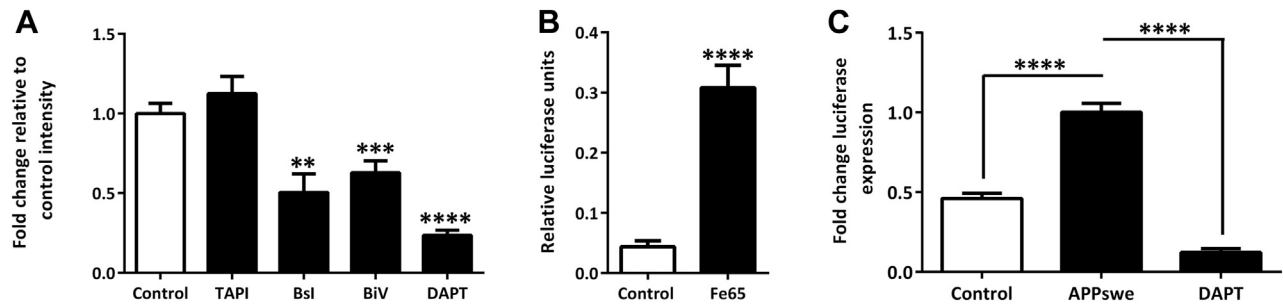 A
Fold change relative to
control intensity
1.5
1.0
0.5
0.0
**
***
****
Control TAPI BsI BiV DAPT
B
Relative luciferase units
0.4
0.3
0.2
0.1
0.0
****
Control Fe65
C
Fold change luciferase
expression
1.5
1.0
0.5
0.0
****
****
Control APPswe DAPT